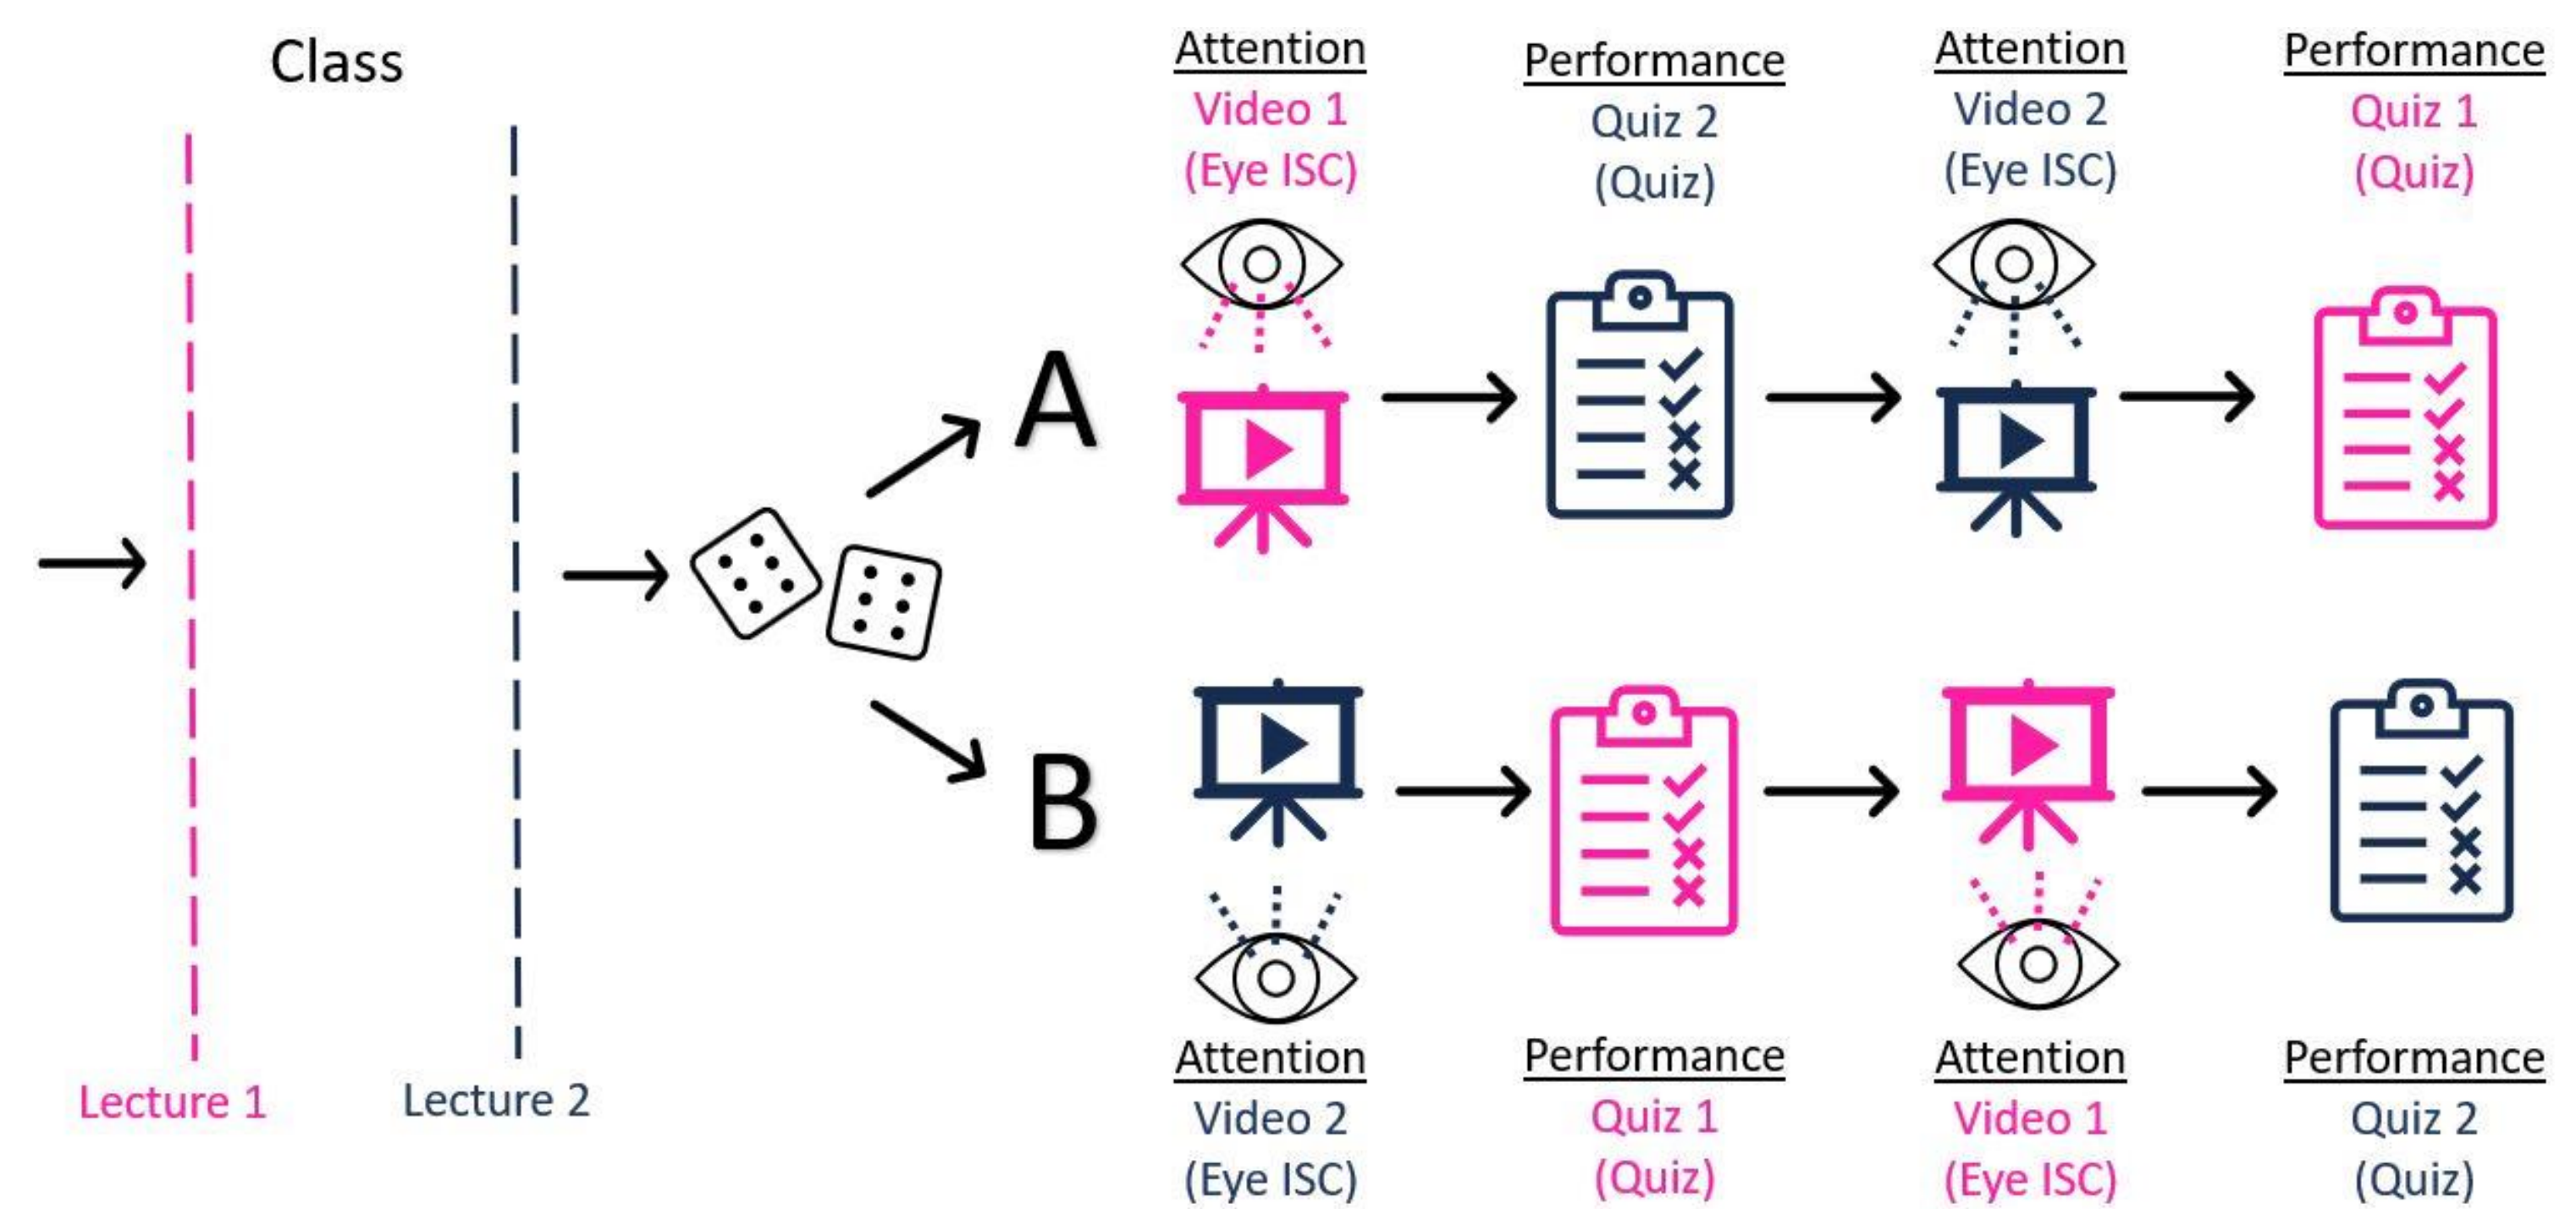 Class
Lecture 1
Lecture 2
A
B
Attention
Video 1
(Eye ISC)
Performance
Quiz 2
(Quiz)
Attention
Video 2
(Eye ISC)
Performance
Quiz 1
(Quiz)
Attention
Video 2
(Eye ISC)
Performance
Quiz 1
(Quiz)
Attention
Video 1
(Eye ISC)
Performance
Quiz 2
(Quiz)